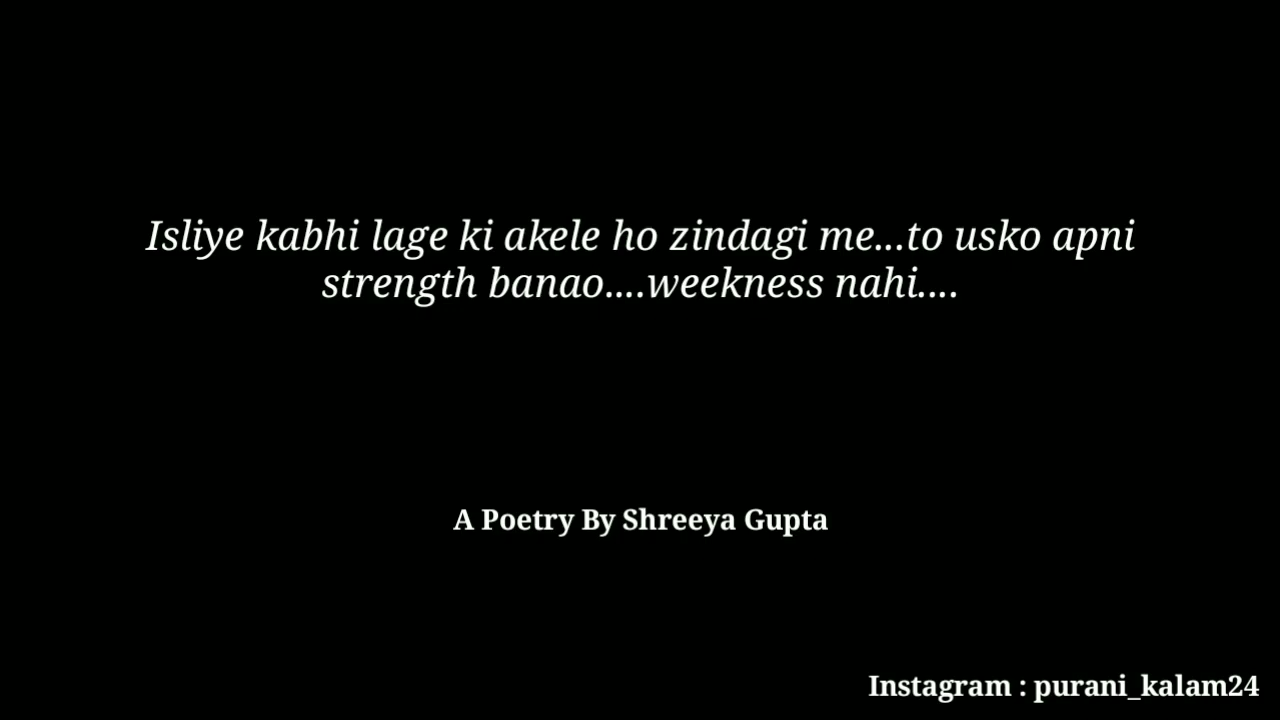 Isliye kabhi lage ki akele ho zindagi me...to usko apni
strength banao....weekness nahi....
A Poetry By Shreeya Gupta
Instagram : purani_kalam24